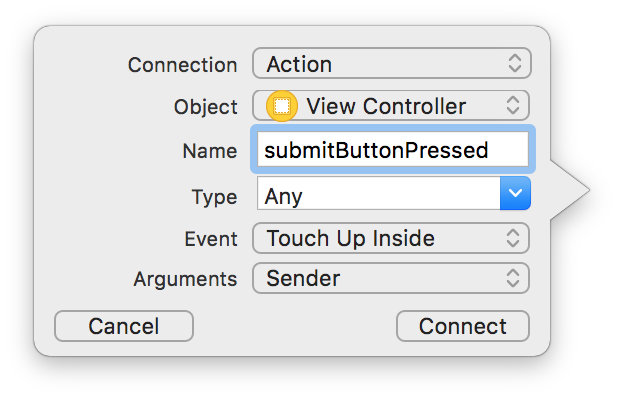 Connection Action
Object View Controller
Name submitButtonPressed
Type Any
Event Touch Up Inside
Arguments Sender
Cancel Connect